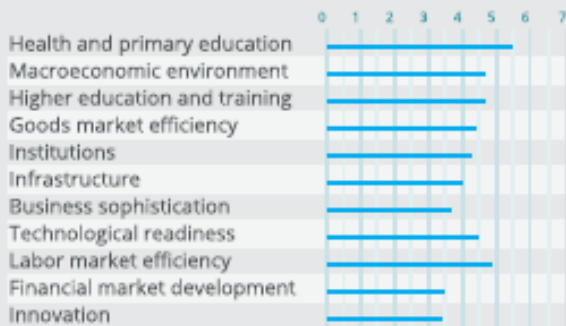 0 1 2 3 4 5 6 7
Health and primary education
Macroeconomic environment
Higher education and training
Goods market efficiency
Institutions
Infrastructure
Business sophistication
Technological readiness
Labor market efficiency
Financial market development
Innovation